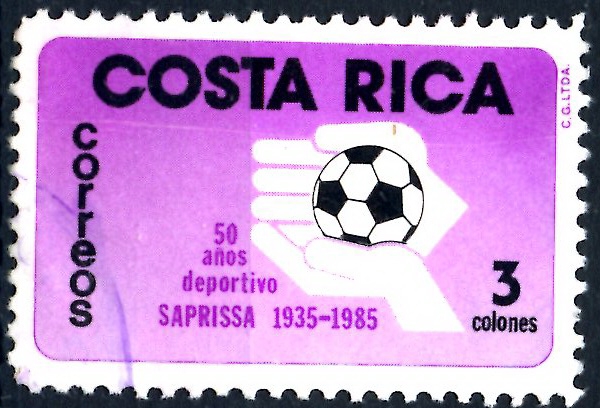 COSTA RICA
C.G.LTDA.
correos
50
años
deportivo
SAPRISSA 1935-1985
3
colones